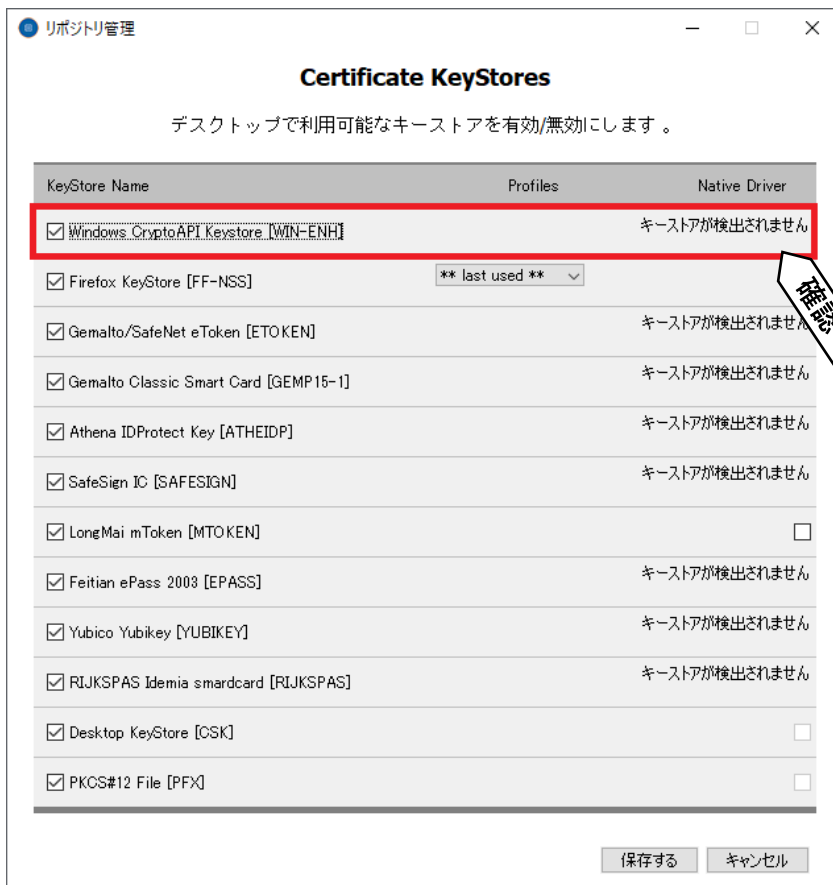 リポジトリ管理
Certificate KeyStores
デスクトップで利用可能なキーストアを有効/無効にします 。
KeyStore Name Profiles Native Driver
Windows CryptoAPI Keystore [WIN-ENH] キーストアが検出されません
Firefox KeyStore [FF-NSS] ** last used **
Gemalto/SafeNet eToken [ETOKEN] キーストアが検出されません
Gemalto Classic Smart Card [GEMP15-1] キーストアが検出されません
Athena IDProtect Key [ATHEIDP] キーストアが検出されません
SafeSign IC [SAFESIGN] キーストアが検出されません
LongMai mToken [MTOKEN]
Feitian ePass 2003 [EPASS] キーストアが検出されません
Yubico Yubikey [YUBIKEY] キーストアが検出されません
RIJKSPAS Idemia smardcard [RIJKSPAS] キーストアが検出されません
Desktop KeyStore [CSK]
PKCS#12 File [PFX]
保存する キャンセル
確認